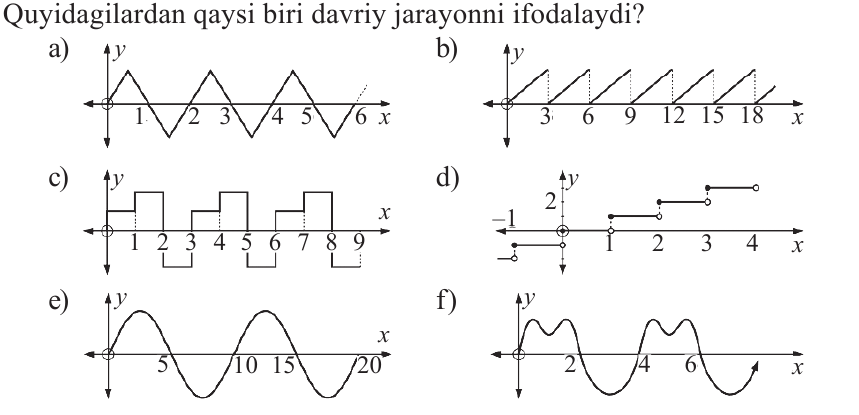 Quyidagilardan qaysi biri davriy jarayonni ifodalaydi?
a) y 1 2 3 4 5 6 x
b) y 3 6 9 12 15 18 x
c) y 1 2 3 4 5 6 7 8 9 x
d) y 2 −1 1 2 3 4 x
e) y 5 10 15 20 x
f) y 2 4 6 x